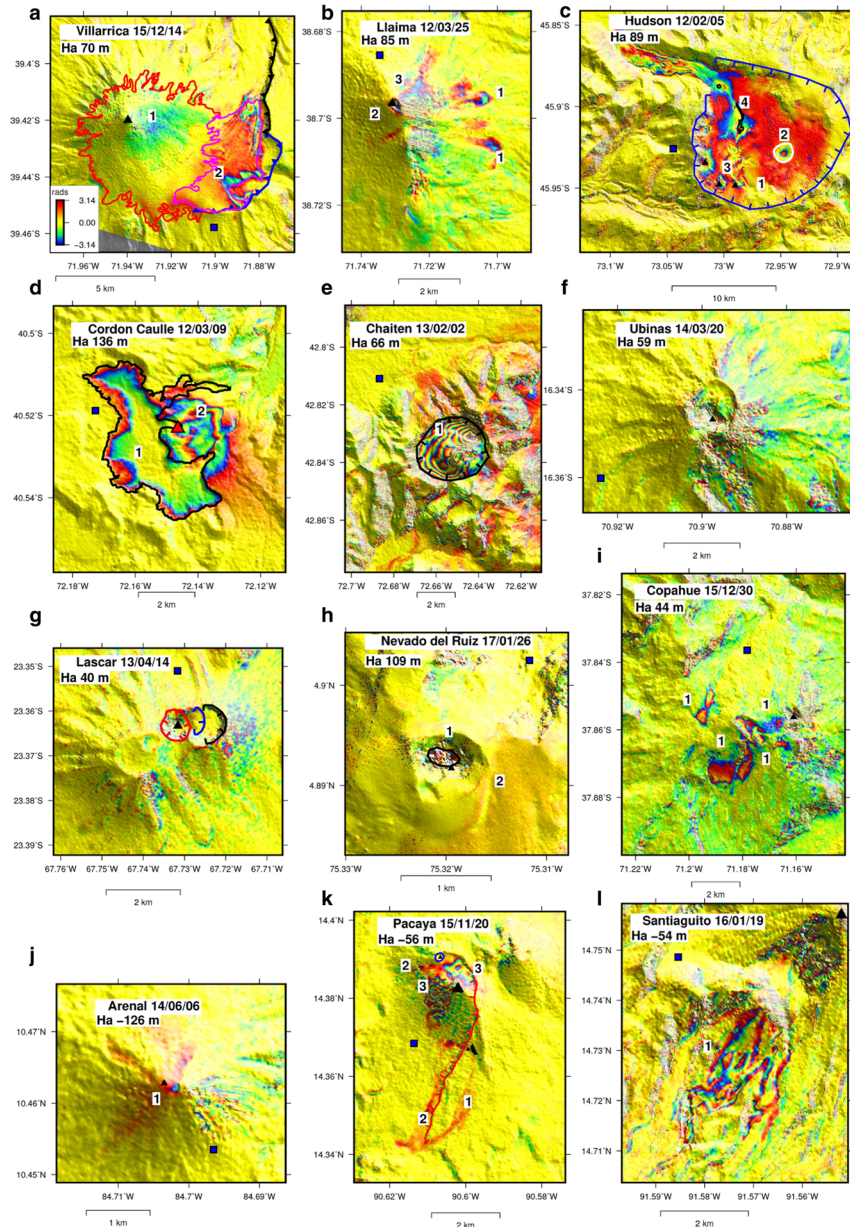 a
Villarrica 15/12/14
Ha 70 m
39.4˚S
39.42˚S
39.44˚S
39.46˚S
1
2
rads
3.14
0.00
−3.14
71.96˚W 71.94˚W 71.92˚W 71.9˚W 71.88˚W
5 km
b
Llaima 12/03/25
Ha 85 m
38.68˚S
38.7˚S
38.72˚S
3
2
1
1
71.74˚W 71.72˚W 71.7˚W
2 km
c
Hudson 12/02/05
Ha 89 m
45.85˚S
45.9˚S
45.95˚S
4
2
3
1
73.1˚W 73.05˚W 73˚W 72.95˚W 72.9˚W
10 km
d
Cordon Caulle 12/03/09
Ha 136 m
40.5˚S
40.52˚S
40.54˚S
2
1
72.18˚W 72.16˚W 72.14˚W 72.12˚W
2 km
e
Chaiten 13/02/02
Ha 66 m
42.8˚S
42.82˚S
42.84˚S
42.86˚S
1
72.7˚W 72.68˚W 72.66˚W 72.64˚W 72.62˚W
2 km
f
Ubinas 14/03/20
Ha 59 m
16.34˚S
16.36˚S
70.92˚W 70.9˚W 70.88˚W
2 km
g
Lascar 13/04/14
Ha 40 m
23.35˚S
23.36˚S
23.37˚S
23.38˚S
23.39˚S
67.76˚W 67.75˚W 67.74˚W 67.73˚W 67.72˚W 67.71˚W
2 km
h
Nevado del Ruiz 17/01/26
Ha 109 m
4.9˚N
4.89˚N
1
2
75.33˚W 75.32˚W 75.31˚W
1 km
i
Copahue 15/12/30
Ha 44 m
37.82˚S
37.84˚S
37.86˚S
37.88˚S
1
1
1
1
71.22˚W 71.2˚W 71.18˚W 71.16˚W
2 km
j
Arenal 14/06/06
Ha −126 m
10.47˚N
10.46˚N
10.45˚N
1
84.71˚W 84.7˚W 84.69˚W
1 km
k
Pacaya 15/11/20
Ha −56 m
14.4˚N
14.38˚N
14.36˚N
14.34˚N
2
3
3
1
2
90.62˚W 90.6˚W 90.58˚W
2 km
l
Santiaguito 16/01/19
Ha −54 m
14.75˚N
14.74˚N
14.73˚N
14.72˚N
14.71˚N
1
91.59˚W 91.58˚W 91.57˚W 91.56˚W
2 km